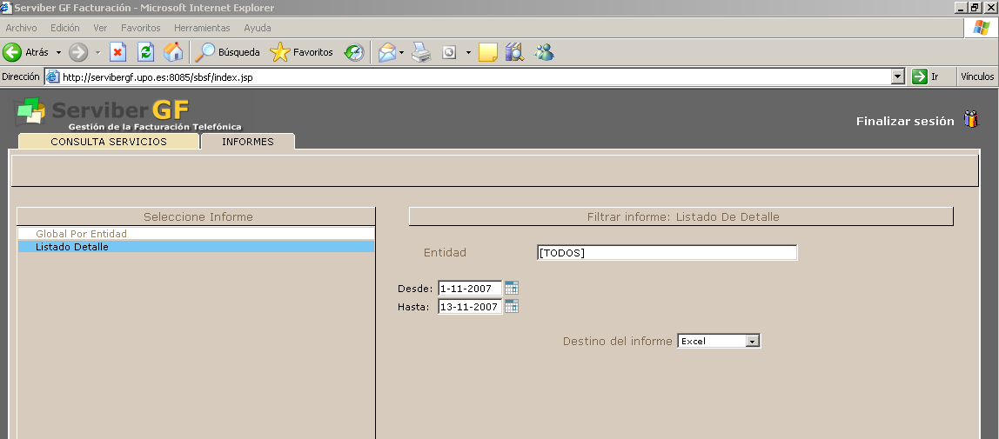 Serviber GF Facturación - Microsoft Internet Explorer
Archivo Edición Ver Favoritos Herramientas Ayuda
Atrás Búsqueda Favoritos
Dirección http://servibergf.upo.es:8085/sbsf/index.jsp Ir Vínculos
Serviber GF
Gestión de la Facturación Telefónica
Finalizar sesión
CONSULTA SERVICIOS INFORMES
Seleccione Informe
Global Por Entidad
Listado Detalle
Filtrar informe: Listado De Detalle
Entidad [TODOS]
Desde: 1-11-2007
Hasta: 13-11-2007
Destino del informe Excel